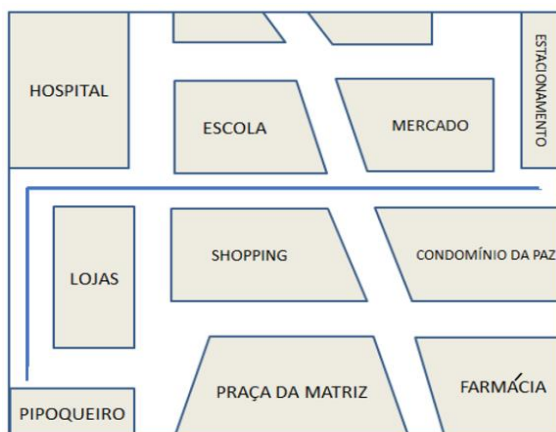 HOSPITAL
ESCOLA
MERCADO
ESTACIONAMENTO
LOJAS
SHOPPING
CONDOMÍNIO DA PAZ
PIPOQUEIRO
PRAÇA DA MATRIZ
FARMÁCIA